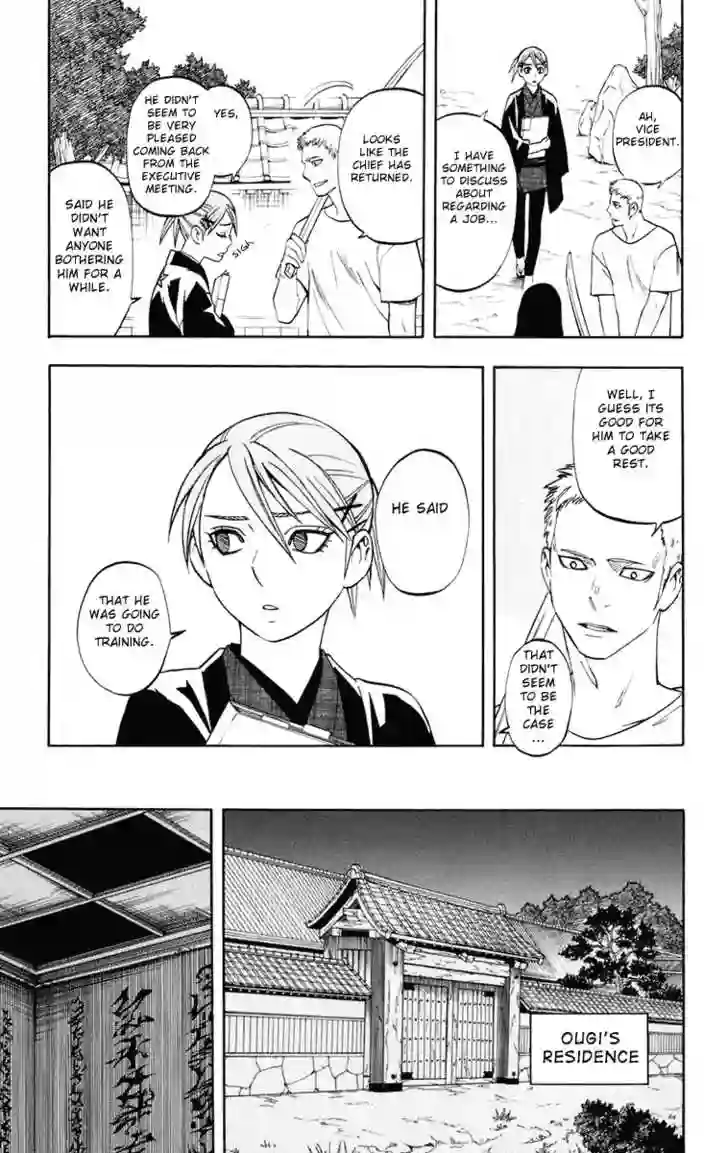 AH,
VICE
PRESIDENT.
I HAVE
SOMETHING
TO DISCUSS
ABOUT
REGARDING
A JOB...
LOOKS
LIKE THE
CHIEF HAS
RETURNED.
YES,
HE DIDN'T
SEEM TO
BE VERY
PLEASED
COMING BACK
FROM THE
EXECUTIVE
MEETING.
SIGH
SAID HE
DIDN'T
WANT
ANYONE
BOTHERING
HIM FOR A
WHILE.
WELL, I
GUESS ITS
GOOD FOR
HIM TO TAKE
A GOOD
REST.
THAT
DIDN'T
SEEM
TO BE
THE
CASE
...
HE SAID
THAT HE
WAS GOING
TO DO
TRAINING.
OUGI'S
RESIDENCE